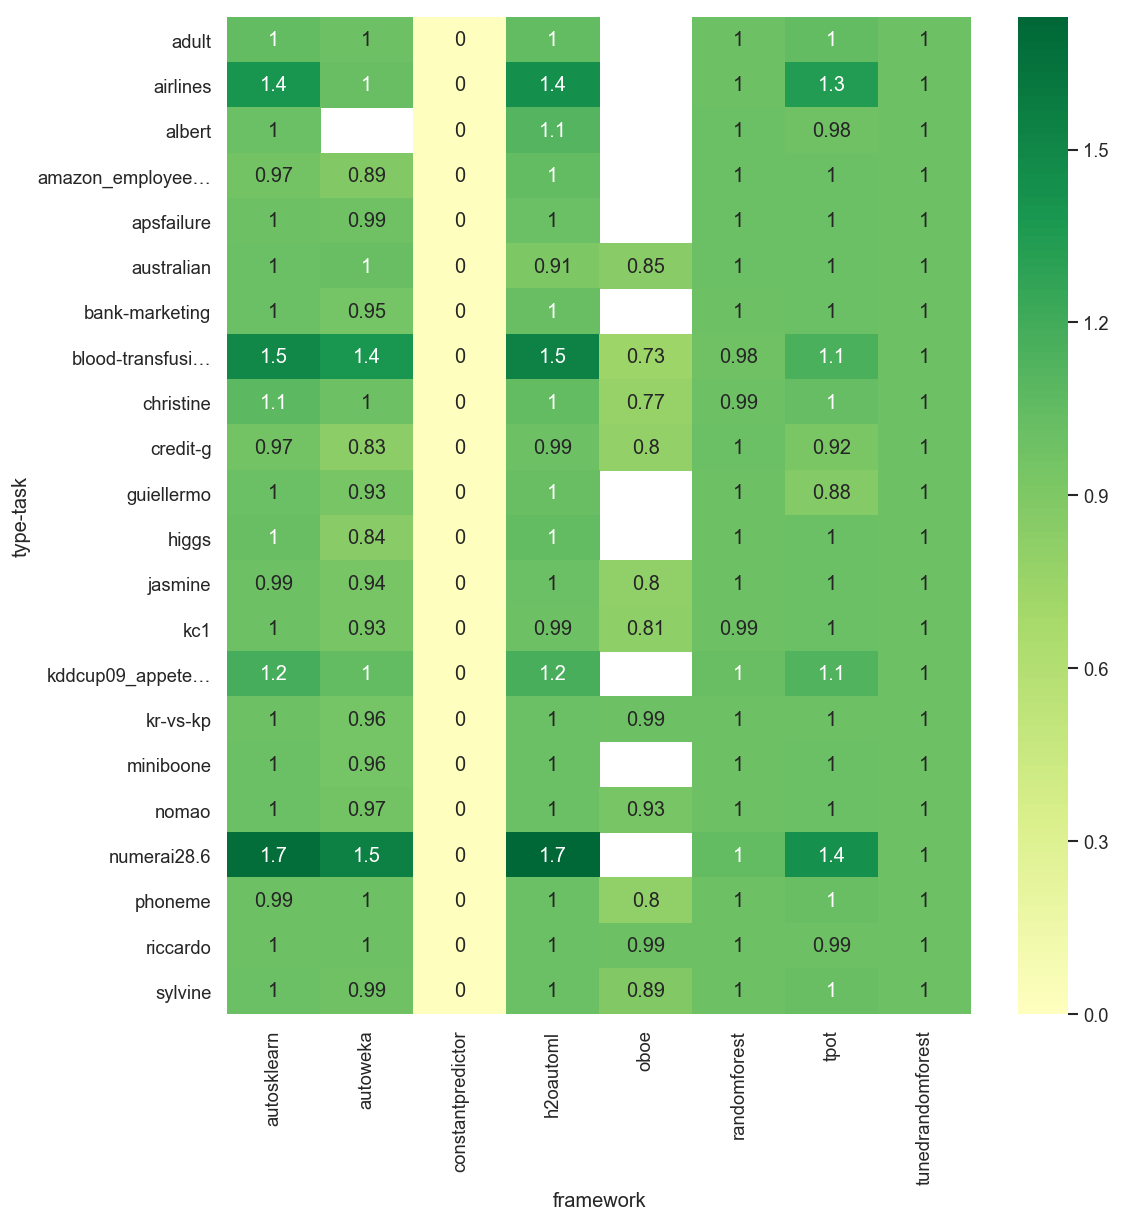 adult 1 1 0 1 1 1 1
airlines 1.4 1 0 1.4 1 1.3 1
albert 1 0 1.1 1 0.98 1
amazon_employee… 0.97 0.89 0 1 1 1 1
apsfailure 1 0.99 0 1 1 1 1
australian 1 1 0 0.91 0.85 1 1 1
bank-marketing 1 0.95 0 1 1 1 1
blood-transfusi… 1.5 1.4 0 1.5 0.73 0.98 1.1 1
christine 1.1 1 0 1 0.77 0.99 1 1
credit-g 0.97 0.83 0 0.99 0.8 1 0.92 1
guiellermo 1 0.93 0 1 1 0.88 1
higgs 1 0.84 0 1 1 1 1
jasmine 0.99 0.94 0 1 0.8 1 1 1
kc1 1 0.93 0 0.99 0.81 0.99 1 1
kddcup09_appete… 1.2 1 0 1.2 1 1.1 1
kr-vs-kp 1 0.96 0 1 0.99 1 1 1
miniboone 1 0.96 0 1 1 1 1
nomao 1 0.97 0 1 0.93 1 1 1
numerai28.6 1.7 1.5 0 1.7 1 1.4 1
phoneme 0.99 1 0 1 0.8 1 1 1
riccardo 1 1 0 1 0.99 1 0.99 1
sylvine 1 0.99 0 1 0.89 1 1 1
type-task
autosklearn
autoweka
constantpredictor
h2oautoml
oboe
randomforest
tpot
tunedrandomforest
framework
1.5
1.2
0.9
0.6
0.3
0.0